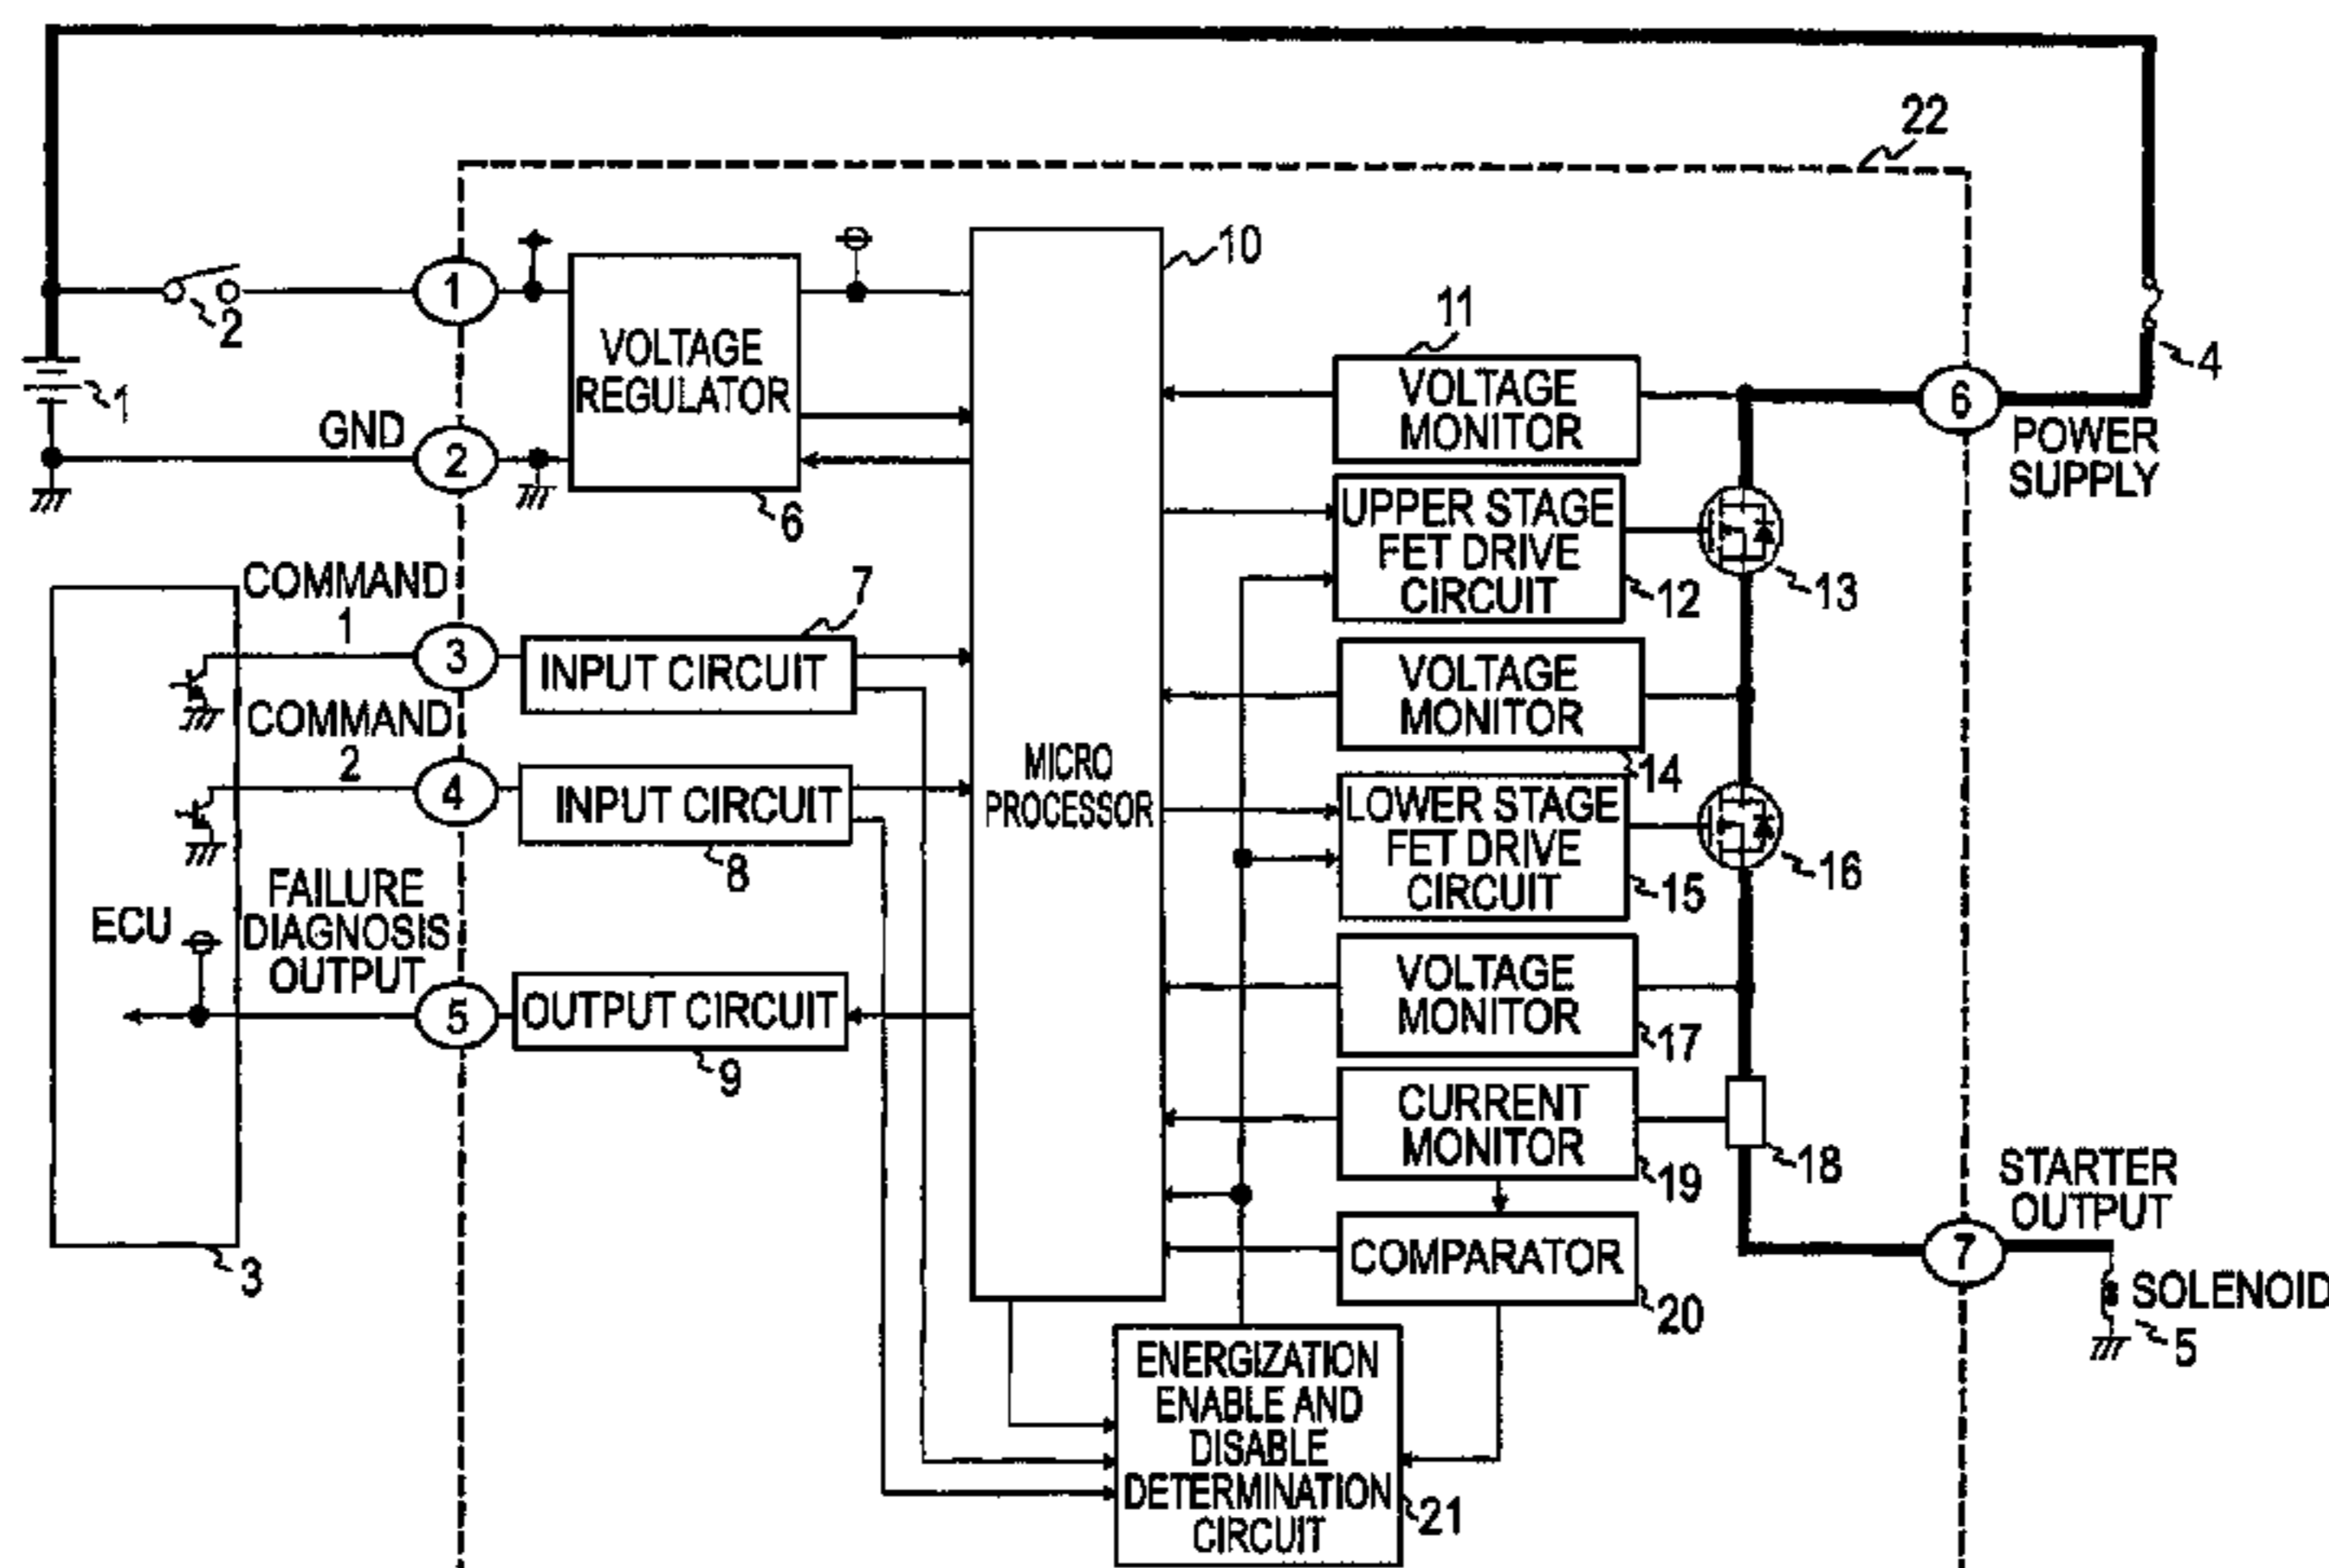 22
10
1
2
VOLTAGE
REGULATOR
11
VOLTAGE
MONITOR
4
6
1
GND
2
6
POWER
SUPPLY
UPPER STAGE
FET DRIVE
CIRCUIT
12
13
COMMAND
1
3
7
INPUT CIRCUIT
VOLTAGE
MONITOR
14
COMMAND
2
4
INPUT CIRCUIT
8
MICRO
PROCESSOR
LOWER STAGE
FET DRIVE
CIRCUIT
15
16
ECU
FAILURE
DIAGNOSIS
OUTPUT
5
OUTPUT CIRCUIT
9
VOLTAGE
MONITOR
17
CURRENT
MONITOR
19
18
STARTER
OUTPUT
7
3
COMPARATOR
20
SOLENOID
5
ENERGIZATION
ENABLE AND
DISABLE
DETERMINATION
CIRCUIT
21